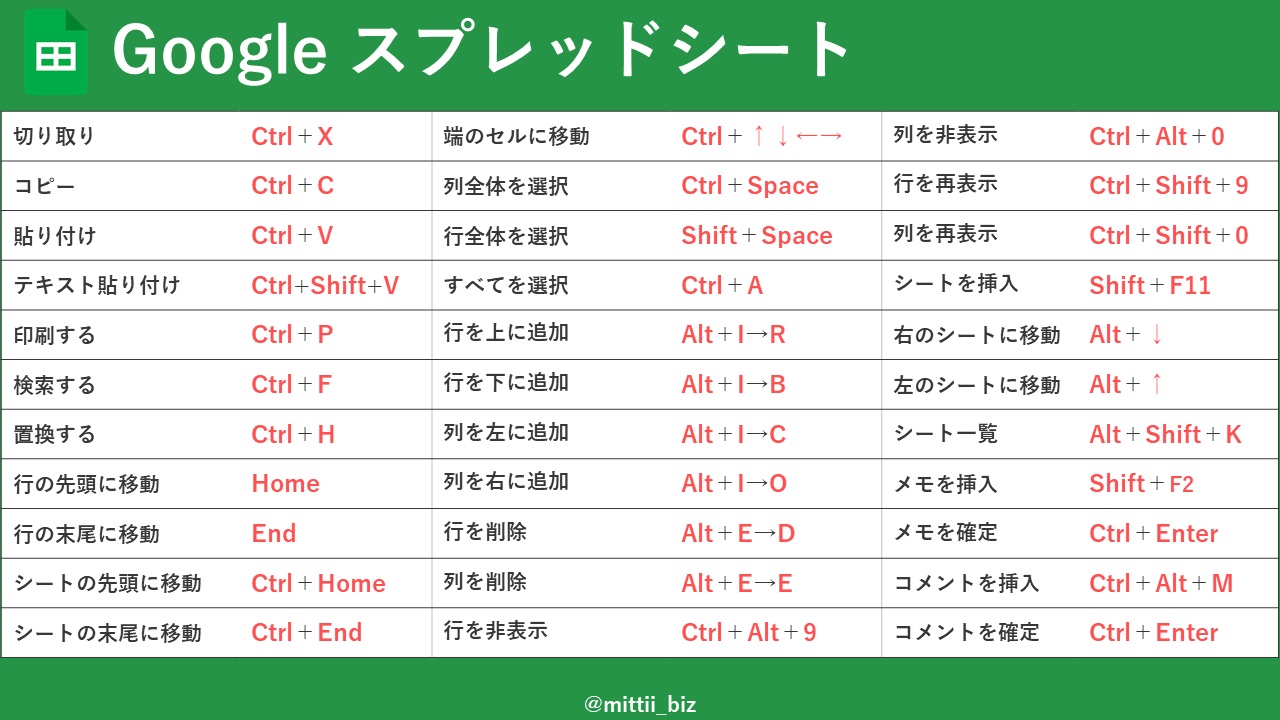 Google スプレッドシート
切り取り Ctrl＋X
コピー Ctrl＋C
貼り付け Ctrl＋V
テキスト貼り付け Ctrl+Shift+V
印刷する Ctrl＋P
検索する Ctrl＋F
置換する Ctrl＋H
行の先頭に移動 Home
行の末尾に移動 End
シートの先頭に移動 Ctrl＋Home
シートの末尾に移動 Ctrl＋End
端のセルに移動 Ctrl＋↑↓←→
列全体を選択 Ctrl＋Space
行全体を選択 Shift＋Space
すべてを選択 Ctrl＋A
行を上に追加 Alt＋I→R
行を下に追加 Alt＋I→B
列を左に追加 Alt＋I→C
列を右に追加 Alt＋I→O
行を削除 Alt＋E→D
列を削除 Alt＋E→E
行を非表示 Ctrl＋Alt＋9
列を非表示 Ctrl＋Alt＋0
行を再表示 Ctrl＋Shift＋9
列を再表示 Ctrl＋Shift＋0
シートを挿入 Shift＋F11
右のシートに移動 Alt＋↓
左のシートに移動 Alt＋↑
シート一覧 Alt＋Shift＋K
メモを挿入 Shift＋F2
メモを確定 Ctrl＋Enter
コメントを挿入 Ctrl＋Alt＋M
コメントを確定 Ctrl＋Enter
@mittii_biz